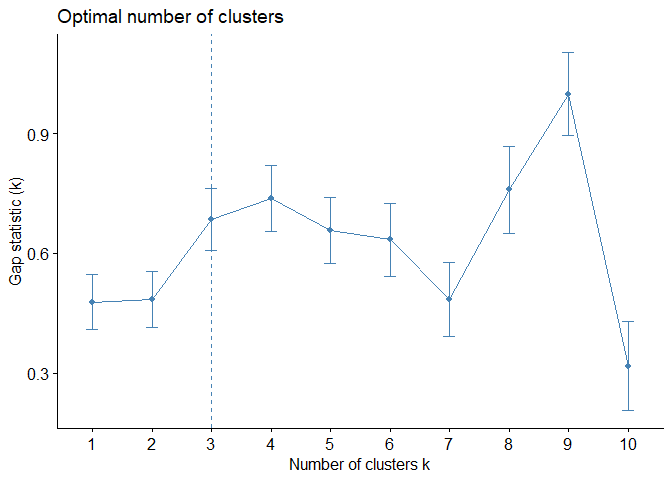 Optimal number of clusters
Gap statistic (k)
0.9
0.6
0.3
1 2 3 4 5 6 7 8 9 10
Number of clusters k